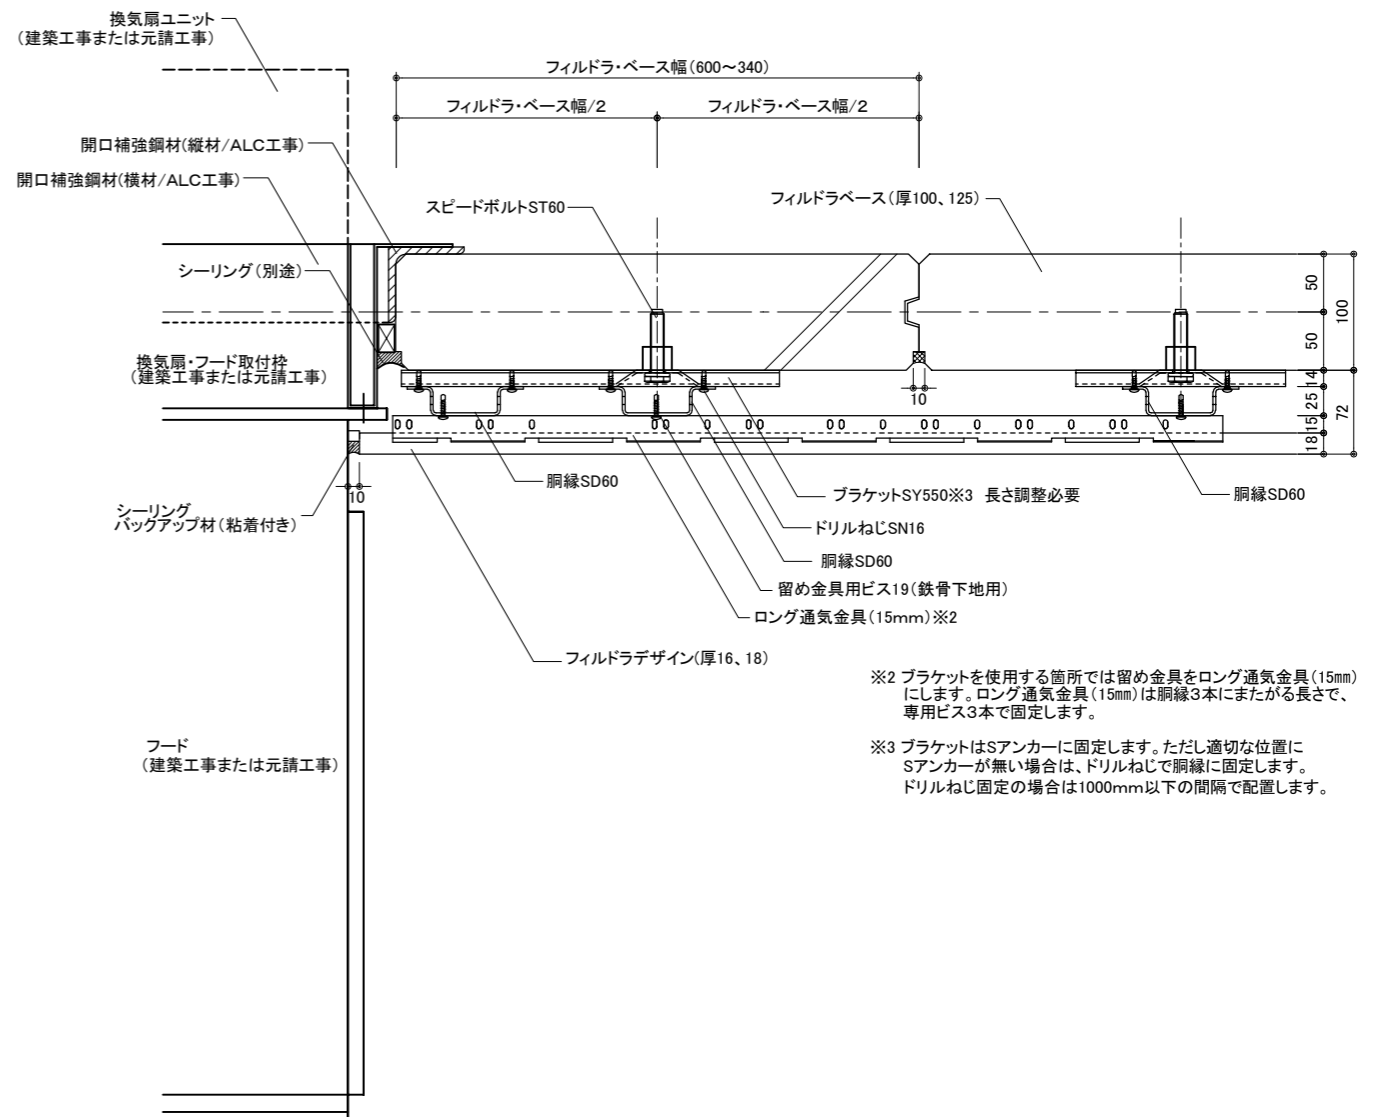 換気扇ユニット
(建築工事または元請工事)
フィルドラ・ベース幅(600～340)
フィルドラ・ベース幅/2
フィルドラ・ベース幅/2
開口補強鋼材(縦材/ALC工事)
開口補強鋼材(横材/ALC工事)
スピードボルトST60
フィルドラベース(厚100、125)
シーリング(別途)
換気扇・フード取付枠
(建築工事または元請工事)
50
50
100
14
25
15
18
72
10
10
胴縁SD60
シーリング
バックアップ材(粘着付き)
ブラケットSY550※3 長さ調整必要
胴縁SD60
ドリルねじSN16
胴縁SD60
留め金具用ビス19(鉄骨下地用)
ロング通気金具(15mm)※2
フィルドラデザイン(厚16、18)
※2 ブラケットを使用する箇所では留め金具をロング通気金具(15㎜)
にします。ロング通気金具(15㎜)は胴縁3本にまたがる長さで、
専用ビス3本で固定します。
※3 ブラケットはSアンカーに固定します。ただし適切な位置に
Sアンカーが無い場合は、ドリルねじで胴縁に固定します。
ドリルねじ固定の場合は1000mm以下の間隔で配置します。
フード
(建築工事または元請工事)